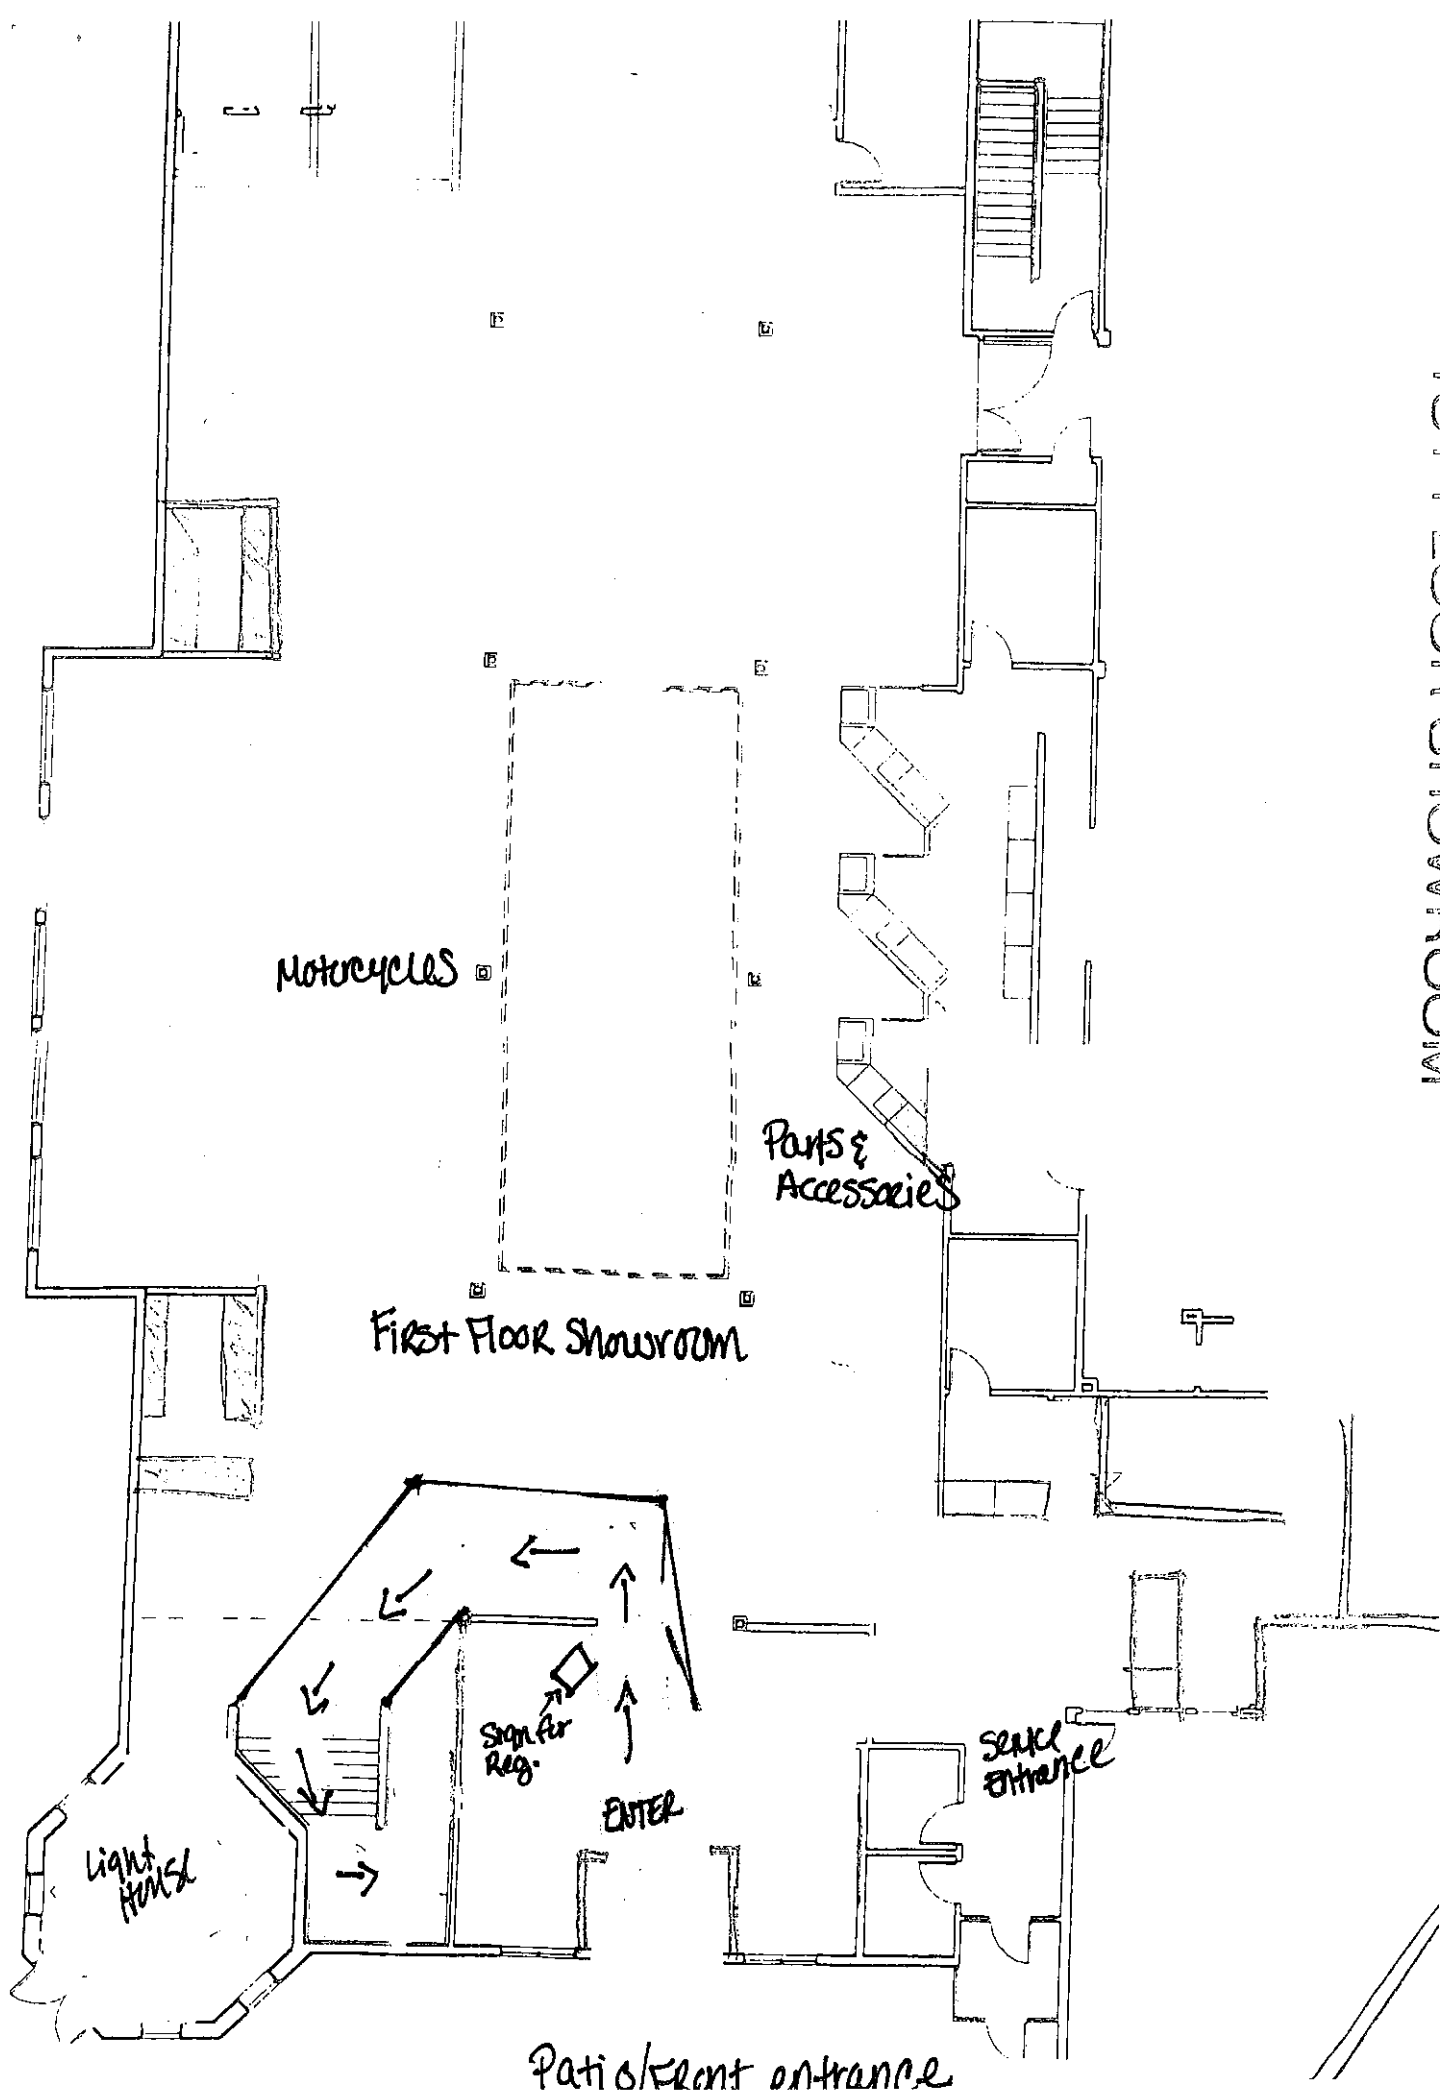 Motorcycles
Parts &
Accessories
First Floor Showroom
Sign for
Reg.
ENTER
Service
Entrance
Light
House
Patio/Front entrance